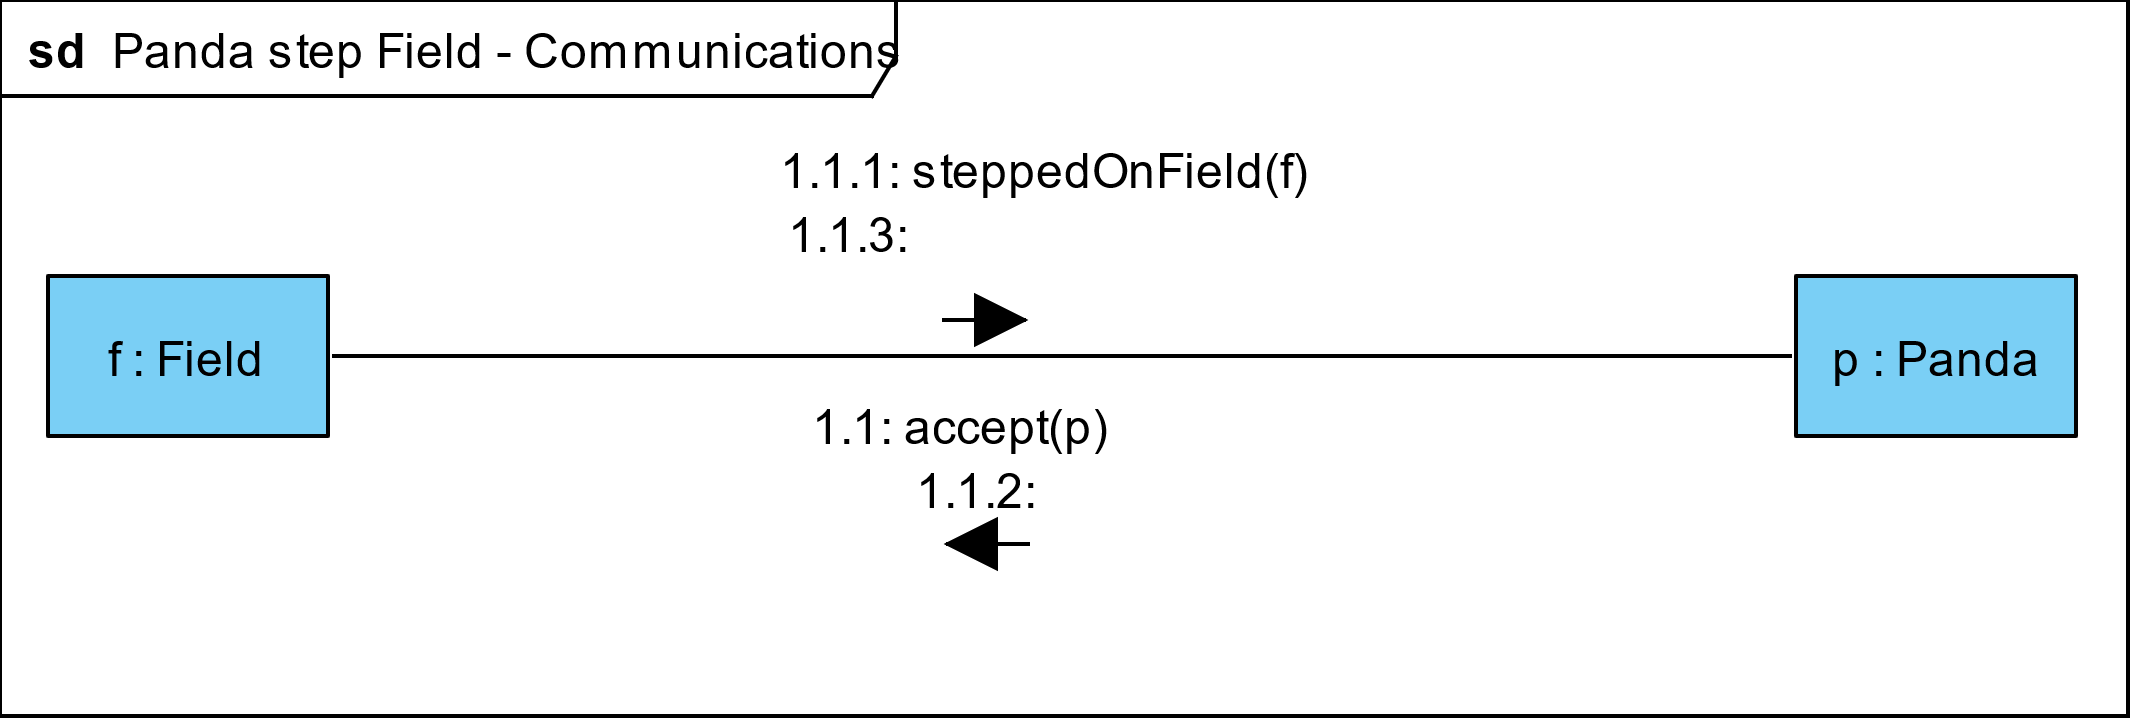 sd Panda step Field - Communications
1.1.1: steppedOnField(f)
1.1.3:
f : Field
p : Panda
1.1: accept(p)
1.1.2: